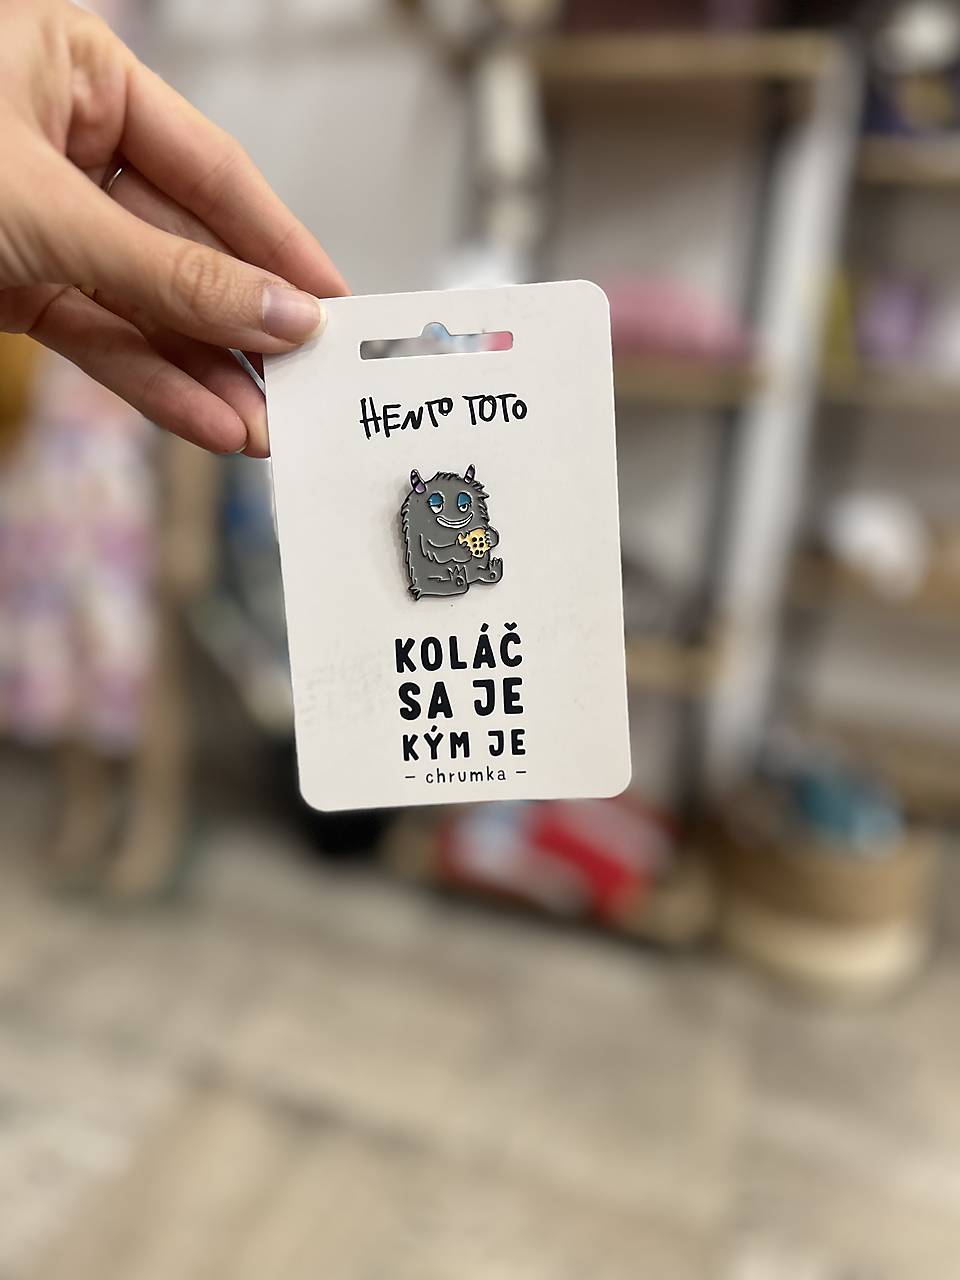 HENTO TOTO
KOLÁČ
SA JE
KÝM JE
– chrumka –